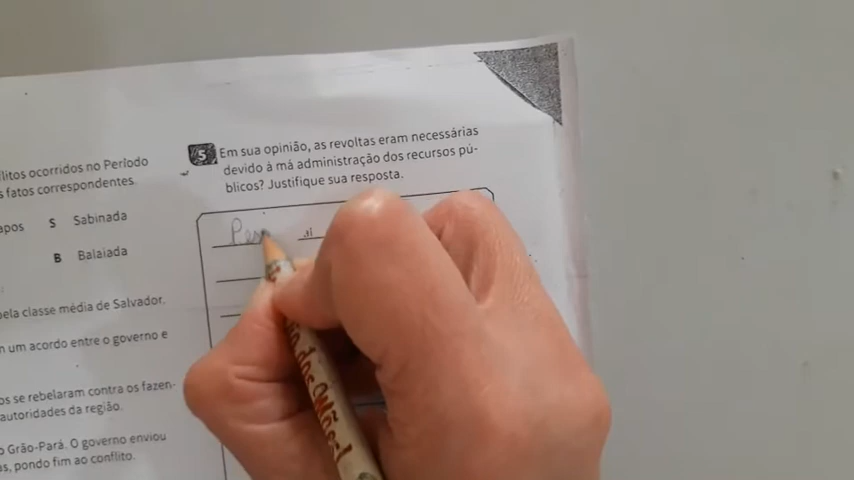 flitos ocorridos no Período
s fatos correspondentes.
apos S Sabinada
B Balaiada
pela classe média de Salvador.
m um acordo entre o governo e
os se rebelaram contra os fazen-
autoridades da região.
o Grão-Pará. O governo enviou
s, pondo fim ao conflito.
5 Em sua opinião, as revoltas eram necessárias
devido à má administração dos recursos pú-
blicos? Justifique sua resposta.